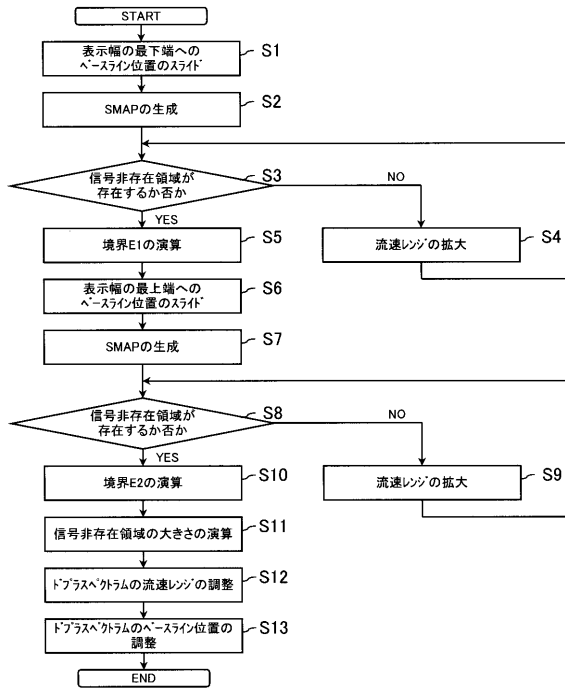 START
表示幅の最下端への
ﾍﾞｰｽﾗｲﾝ位置のｽﾗｲﾄﾞ
S1
SMAPの生成
S2
信号非存在領域が
存在するか否か
S3
NO
YES
流速ﾚﾝｼﾞの拡大
S4
境界E1の演算
S5
表示幅の最上端への
ﾍﾞｰｽﾗｲﾝ位置のｽﾗｲﾄﾞ
S6
SMAPの生成
S7
信号非存在領域が
存在するか否か
S8
NO
YES
流速ﾚﾝｼﾞの拡大
S9
境界E2の演算
S10
信号非存在領域の大きさの演算
S11
ﾄﾞﾌﾟﾗｽﾍﾟｸﾄﾗﾑの流速ﾚﾝｼﾞの調整
S12
ﾄﾞﾌﾟﾗｽﾍﾟｸﾄﾗﾑのﾍﾞｰｽﾗｲﾝ位置の
調整
S13
END